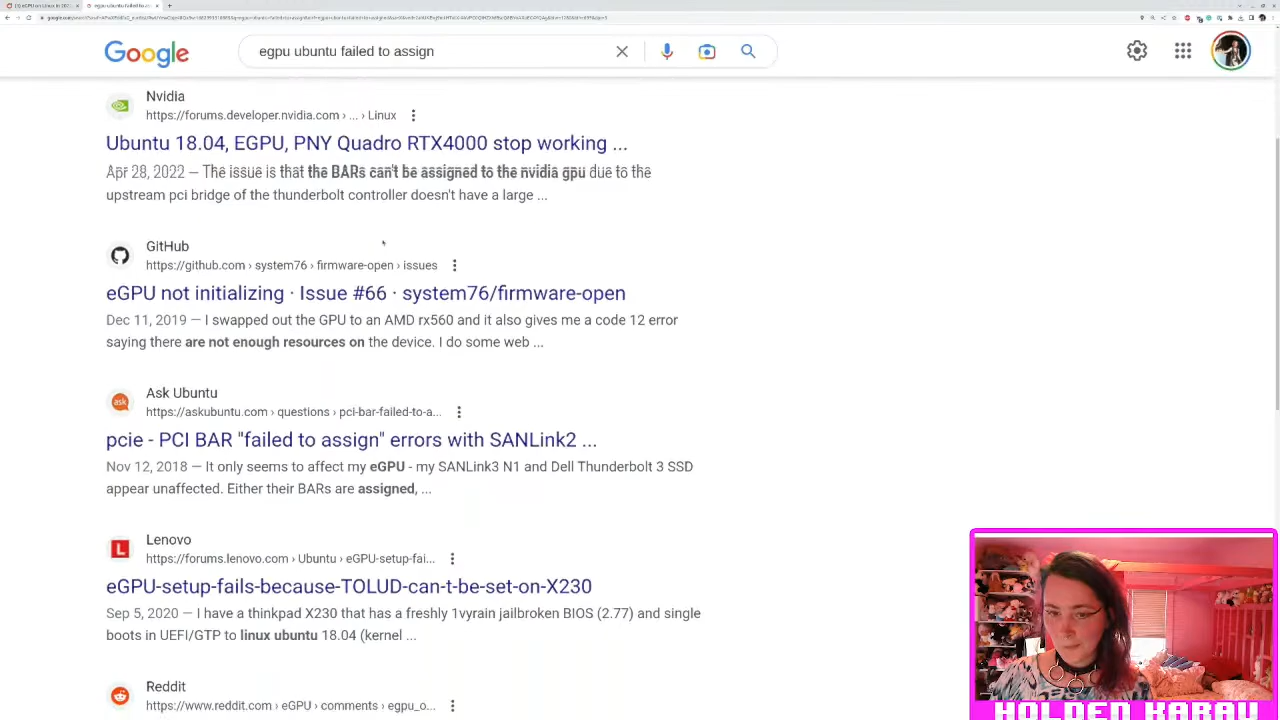 egpu ubuntu failed to assign
Google
Nvidia
https://forums.developer.nvidia.com › ... › Linux
Ubuntu 18.04, EGPU, PNY Quadro RTX4000 stop working ...
Apr 28, 2022 — The issue is that the BARs can't be assigned to the nvidia gpu due to the
upstream pci bridge of the thunderbolt controller doesn't have a large ...
GitHub
https://github.com › system76 › firmware-open › issues
eGPU not initializing · Issue #66 · system76/firmware-open
Dec 11, 2019 — I swapped out the GPU to an AMD rx560 and it also gives me a code 12 error
saying there are not enough resources on the device. I do some web ...
Ask Ubuntu
ask
https://askubuntu.com › questions › pci-bar-failed-to-a...
pcie - PCI BAR "failed to assign" errors with SANLink2 ...
Nov 12, 2018 — It only seems to affect my eGPU - my SANLink3 N1 and Dell Thunderbolt 3 SSD
appear unaffected. Either their BARs are assigned, ...
Lenovo
L
https://forums.lenovo.com › Ubuntu › eGPU-setup-fai...
eGPU-setup-fails-because-TOLUD-can-t-be-set-on-X230
Sep 5, 2020 — I have a thinkpad X230 that has a freshly 1vyrain jailbroken BIOS (2.77) and single
boots in UEFI/GTP to linux ubuntu 18.04 (kernel ...
Reddit
https://www.reddit.com › eGPU › comments › egpu_o...
HOLDEN KARAU